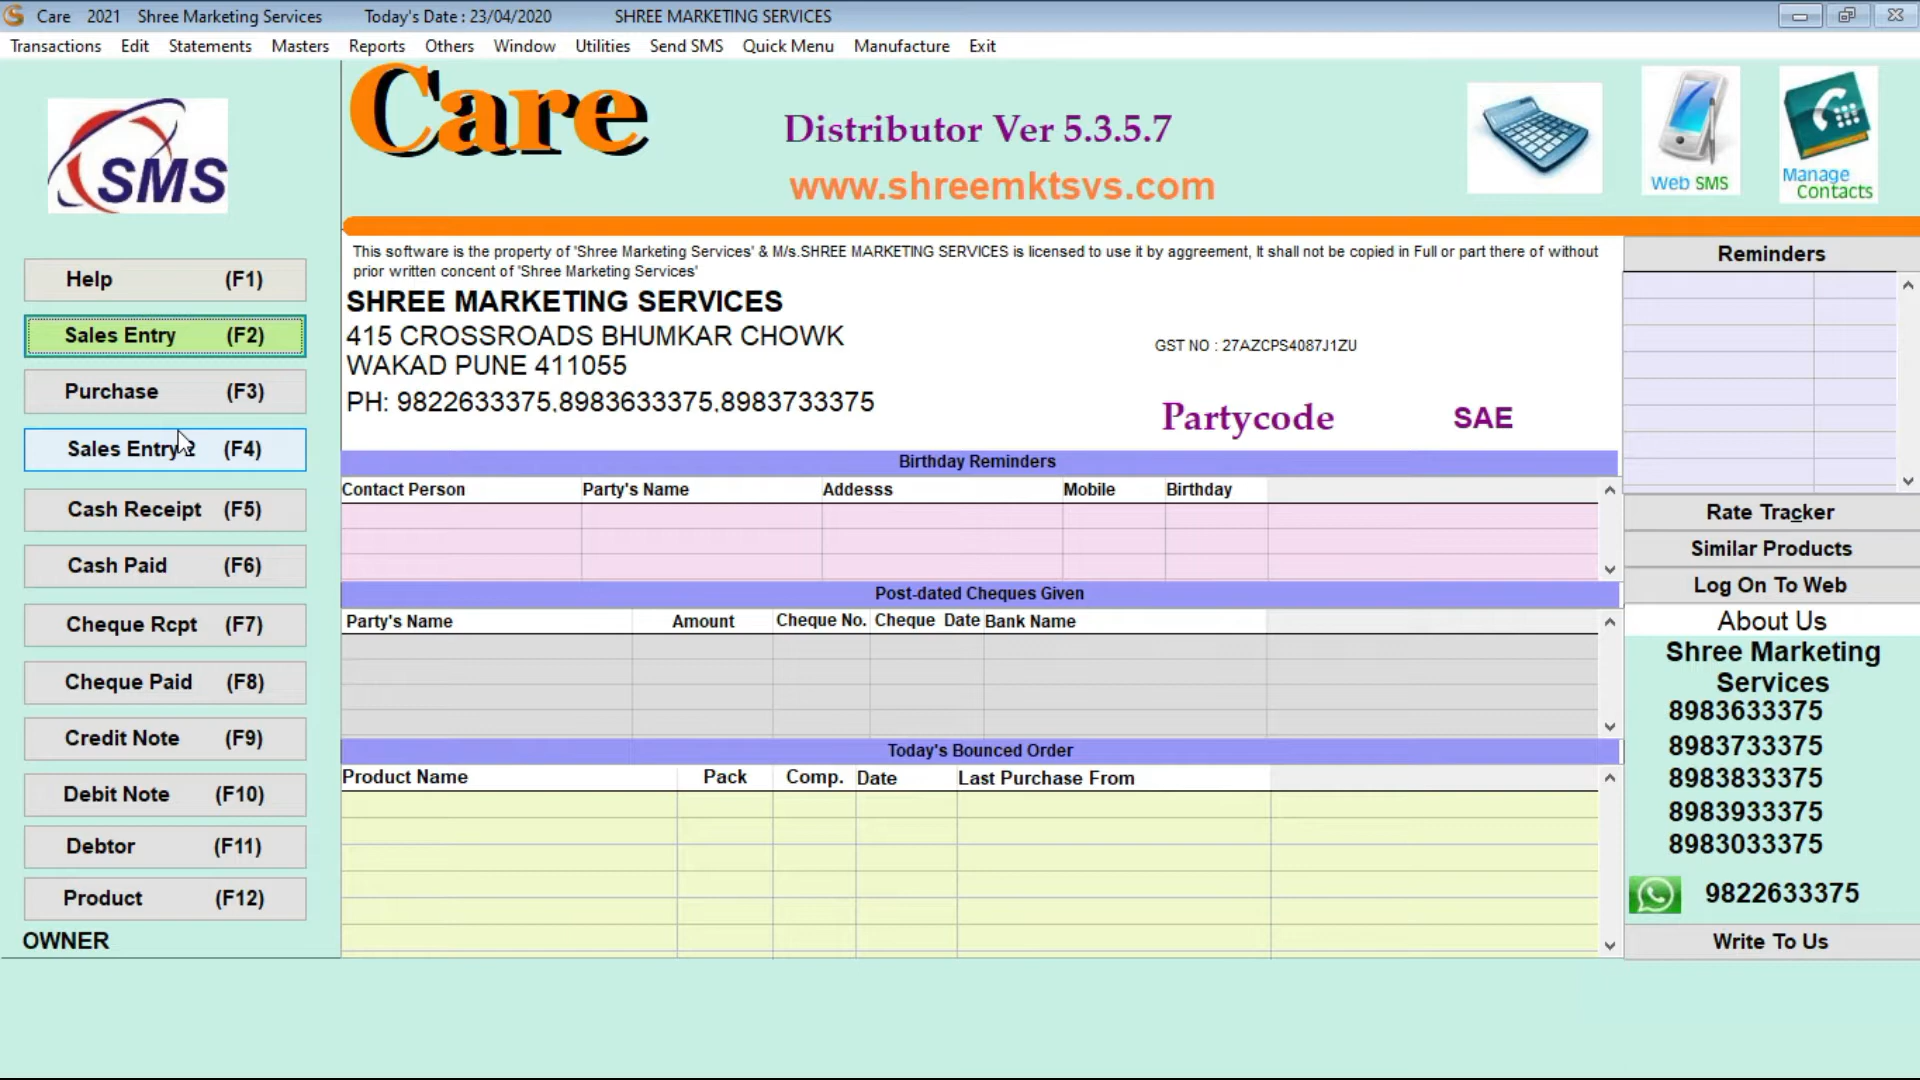 Care 2021 Shree Marketing Services Today's Date : 23/04/2020 SHREE MARKETING SERVICES
Transactions Edit Statements Masters Reports Others Window Utilities Send SMS Quick Menu Manufacture Exit
SMS
Care
Distributor Ver 5.3.5.7
www.shreemktsvs.com
Web SMS
Manage
Contacts
This software is the property of 'Shree Marketing Services' & M/s.SHREE MARKETING SERVICES is licensed to use it by aggreement, It shall not be copied in Full or part there of without
prior written concent of 'Shree Marketing Services'
SHREE MARKETING SERVICES
415 CROSSROADS BHUMKAR CHOWK
WAKAD PUNE 411055
PH: 9822633375,8983633375,8983733375
GST NO : 27AZCPS4087J1ZU
Partycode SAE
Help (F1)
Sales Entry (F2)
Purchase (F3)
Sales Entry2 (F4)
Cash Receipt (F5)
Cash Paid (F6)
Cheque Rcpt (F7)
Cheque Paid (F8)
Credit Note (F9)
Debit Note (F10)
Debtor (F11)
Product (F12)
OWNER
Birthday Reminders
Contact Person Party's Name Addesss Mobile Birthday
Post-dated Cheques Given
Party's Name Amount Cheque No. Cheque Date Bank Name
Today's Bounced Order
Product Name Pack Comp. Date Last Purchase From
Reminders
Rate Tracker
Similar Products
Log On To Web
About Us
Shree Marketing
Services
8983633375
8983733375
8983833375
8983933375
8983033375
9822633375
Write To Us